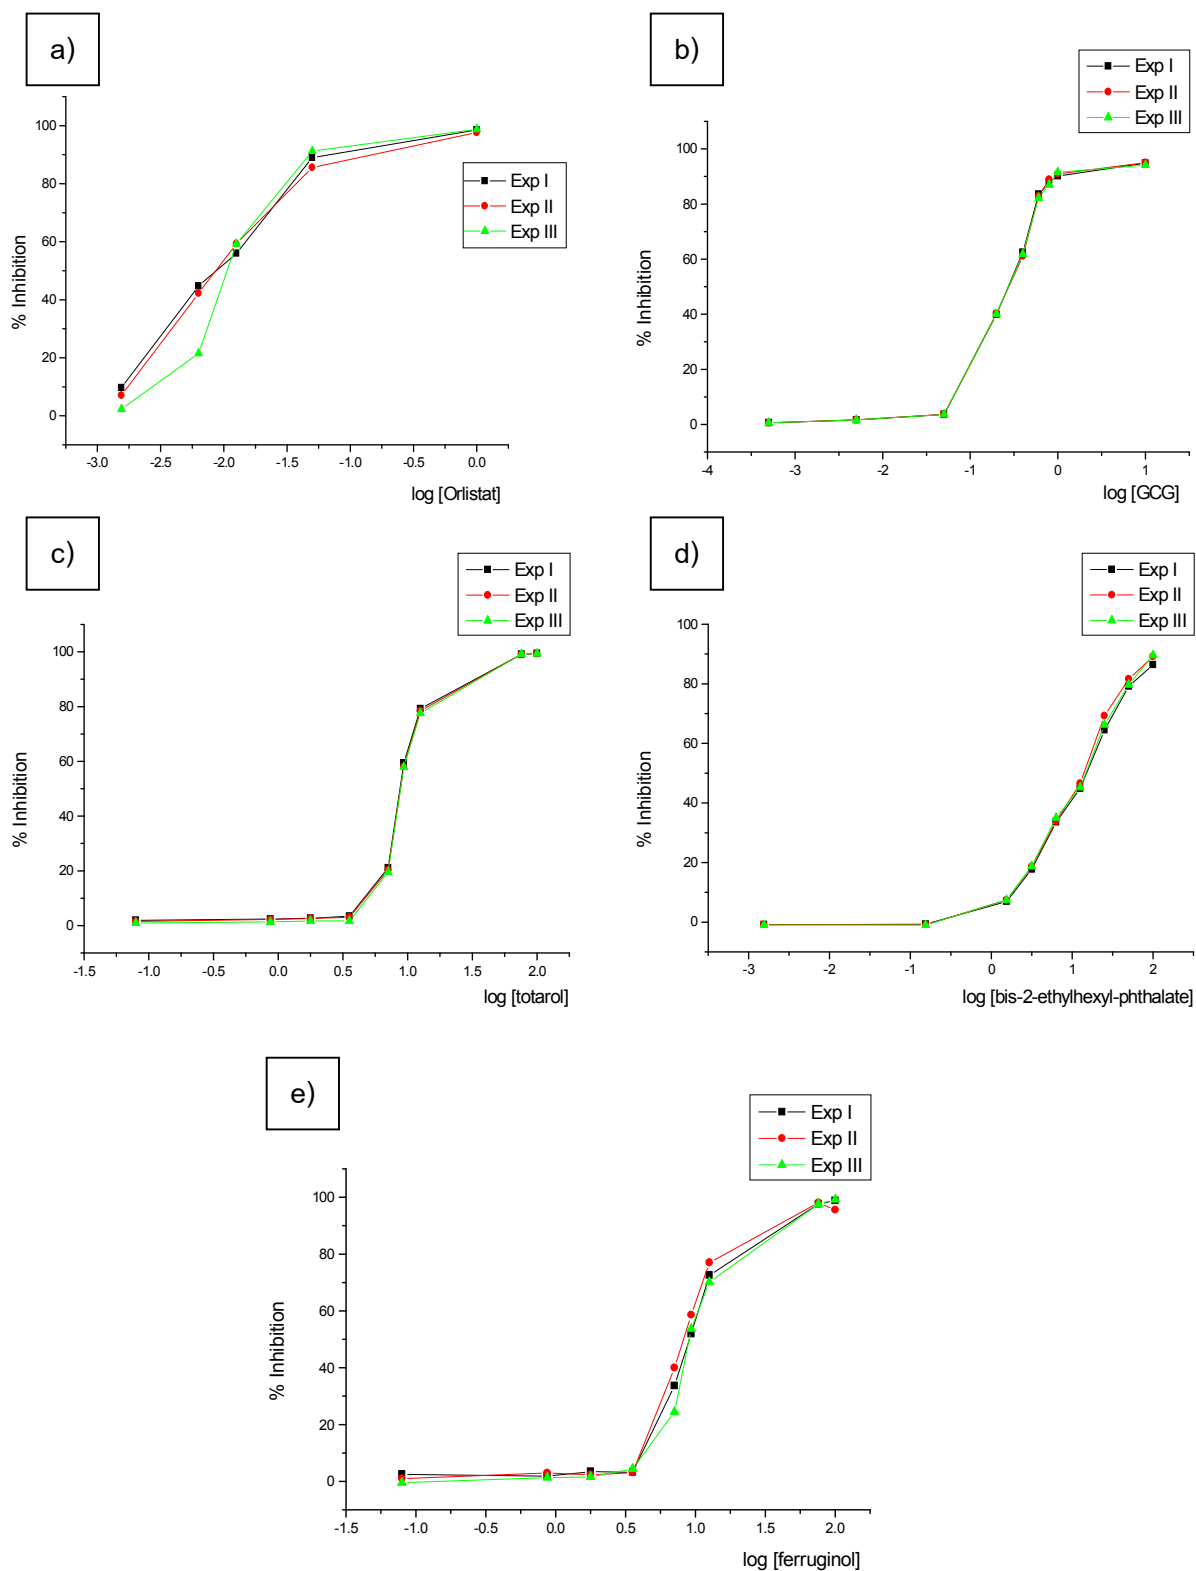 a)
Exp I
Exp II
Exp III
% Inhibition
100
80
60
40
20
0
-3.0 -2.5 -2.0 -1.5 -1.0 -0.5 0.0
log [Orlistat]
b)
Exp I
Exp II
Exp III
% Inhibition
100
80
60
40
20
0
-4 -3 -2 -1 0 1
log [GCG]
c)
Exp I
Exp II
Exp III
% Inhibition
100
80
60
40
20
0
-1.5 -1.0 -0.5 0.0 0.5 1.0 1.5 2.0
log [totarol]
d)
Exp I
Exp II
Exp III
% Inhibition
100
80
60
40
20
0
-3 -2 -1 0 1 2
log [bis-2-ethylhexyl-phthalate]
e)
Exp I
Exp II
Exp III
% Inhibition
100
80
60
40
20
0
-1.5 -1.0 -0.5 0.0 0.5 1.0 1.5 2.0
log [ferruginol]